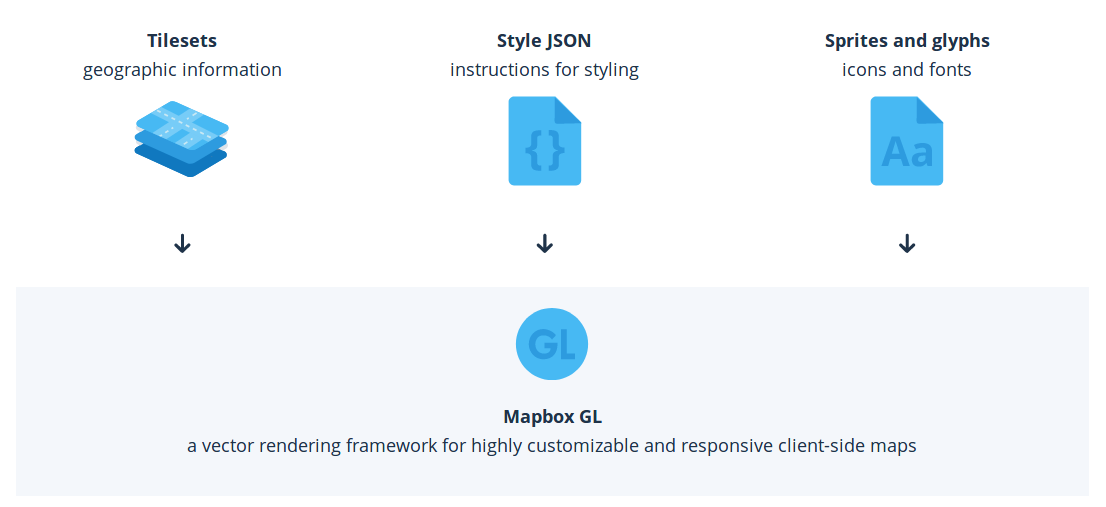 Tilesets
geographic information
Style JSON
instructions for styling
{}
Sprites and glyphs
icons and fonts
Aa
GL
Mapbox GL
a vector rendering framework for highly customizable and responsive client-side maps